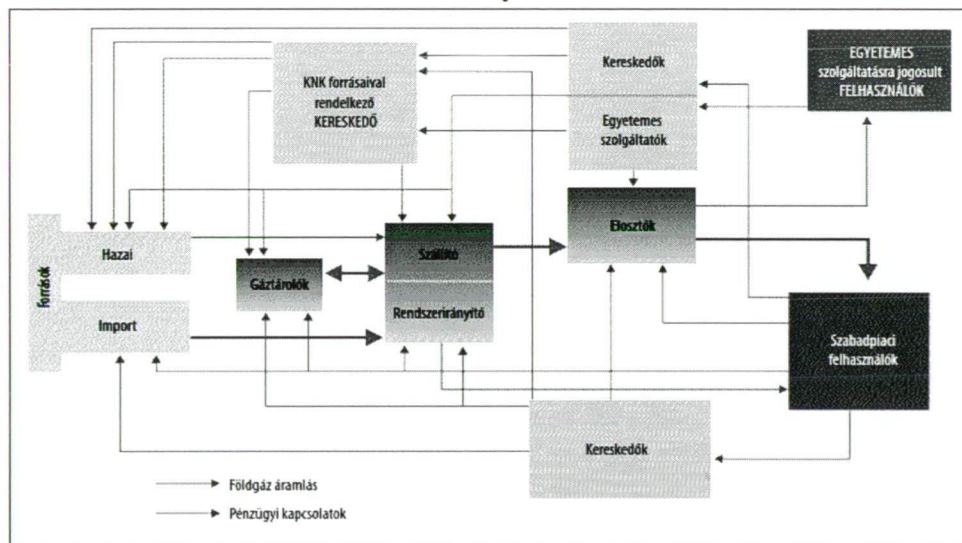 KNK forrásaival
rendelkező
KERESKEDŐ
Kereskedők
Egyetemes
szolgáltatók
EGYETEMES
szolgáltatásra jogosult
FELHASZNÁLÓK
Források
Hazai
Import
Gáztárolók
Szállító
Rendszerirányító
Elosztók
Szabadpiaci
felhasználók
Kereskedők
Földgáz áramlás
Pénzügyi kapcsolatok